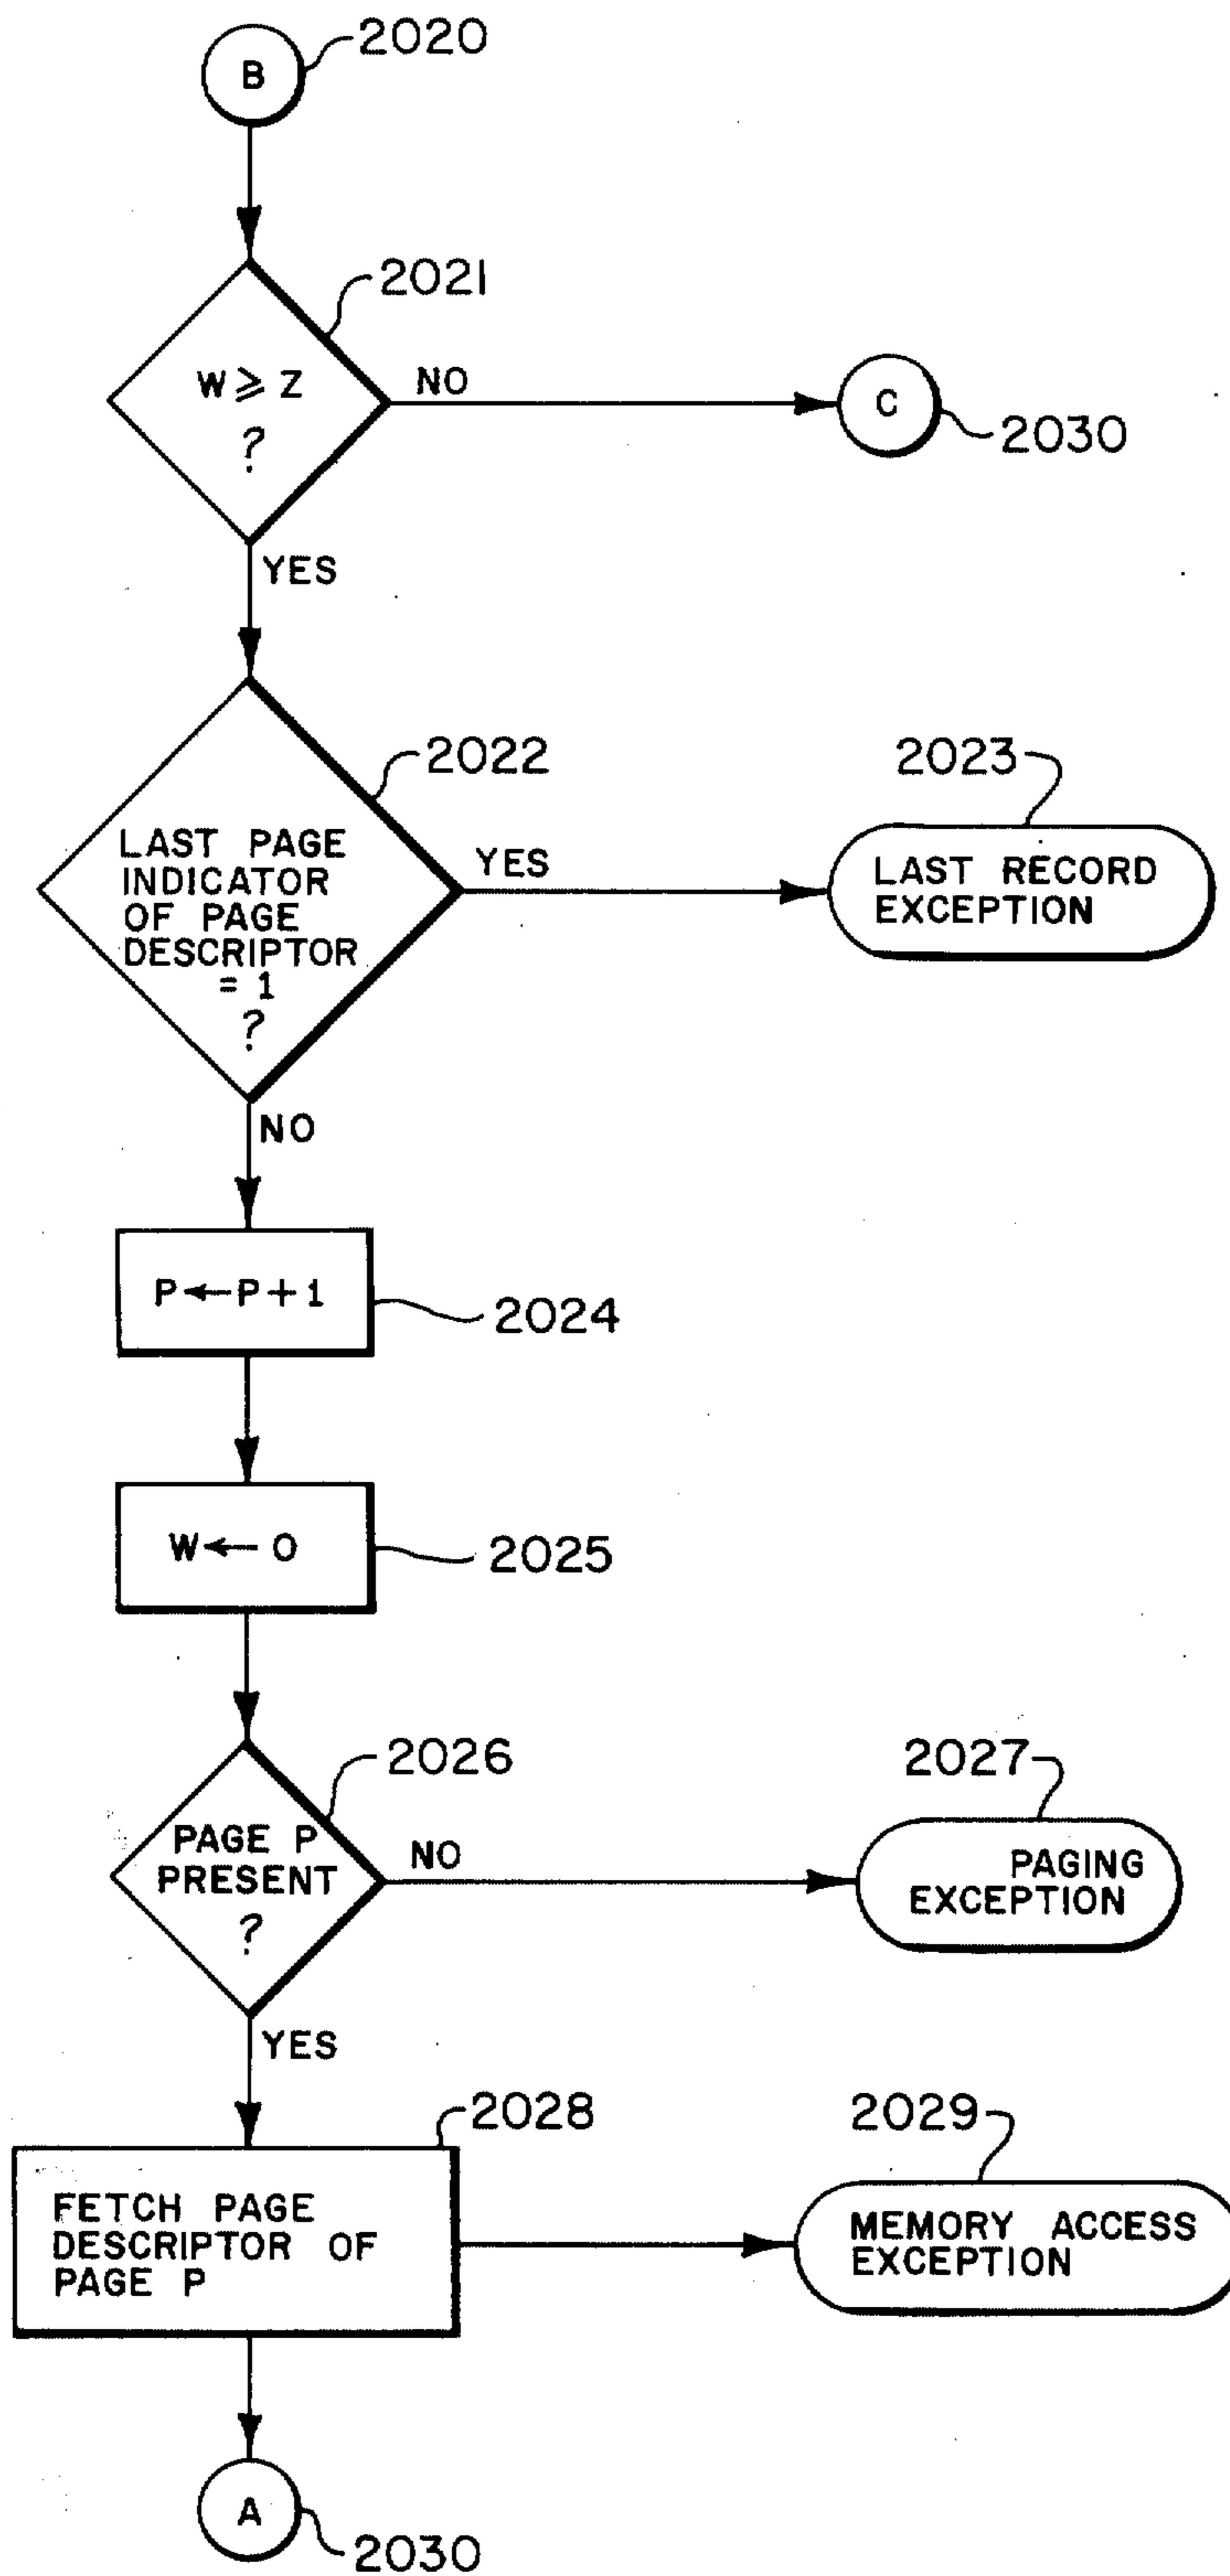 2020
B
2021
W ⩾ Z
?
NO
C
2030
YES
2022
LAST PAGE
INDICATOR
OF PAGE
DESCRIPTOR
= 1
?
YES
2023
LAST RECORD
EXCEPTION
NO
P ← P + 1
2024
W ← 0
2025
2026
PAGE P
PRESENT
?
NO
2027
PAGING
EXCEPTION
YES
2028
FETCH PAGE
DESCRIPTOR OF
PAGE P
2029
MEMORY ACCESS
EXCEPTION
A
2030